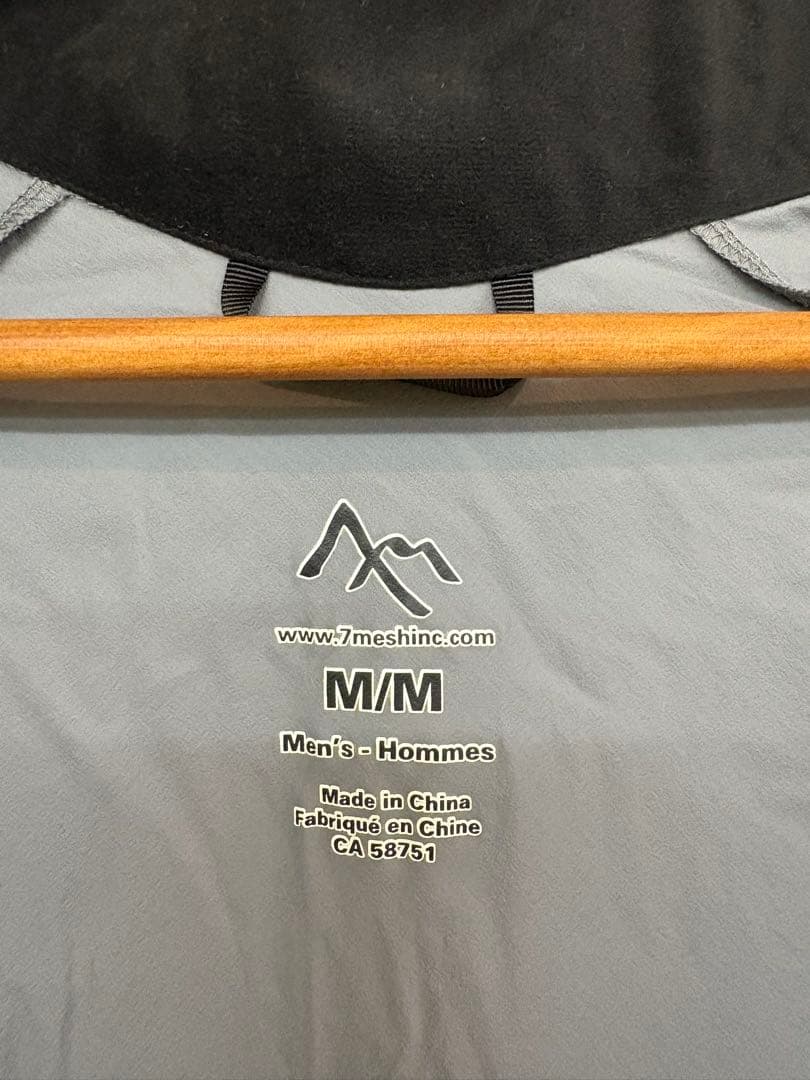 www.7meshinc.com
M/M
Men's - Hommes
Made in China
Fabriqué en Chine
CA 58751